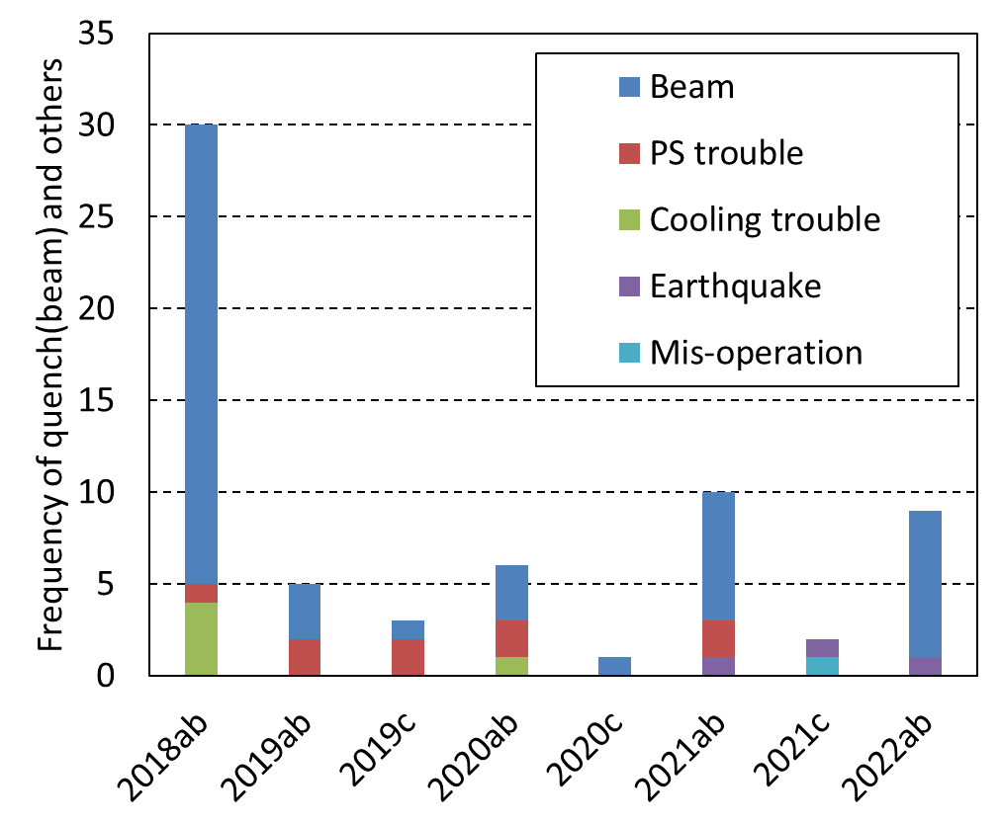 Frequency of quench(beam) and others
35
30
25
20
15
10
5
0
Beam
PS trouble
Cooling trouble
Earthquake
Mis-operation
2018ab
2019ab
2019c
2020ab
2020c
2021ab
2021c
2022ab